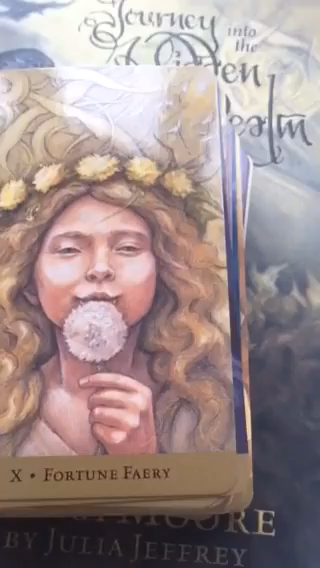 Journey into
the
Hidden
Realm
X • FORTUNE FAERY
MOORE
BY JULIA JEFFREY